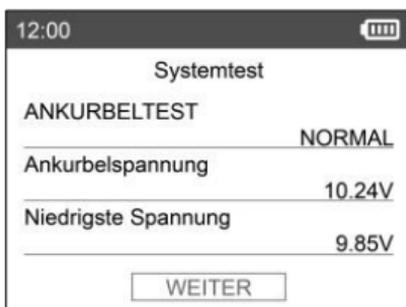 12:00
Systemtest
ANKURBELTEST
NORMAL
Ankurbelspannung
10.24V
Niedrigste Spannung
9.85V
WEITER